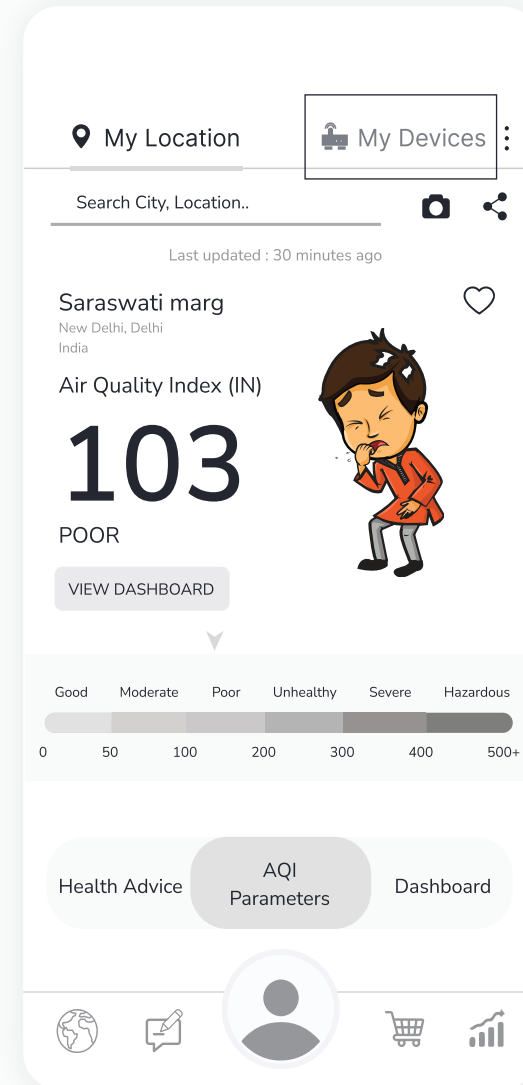 My Location
My Devices
Search City, Location..
Last updated : 30 minutes ago
Saraswati marg
New Delhi, Delhi
India
Air Quality Index (IN)
103
POOR
VIEW DASHBOARD
Good Moderate Poor Unhealthy Severe Hazardous
0 50 100 200 300 400 500+
Health Advice
AQI
Parameters
Dashboard